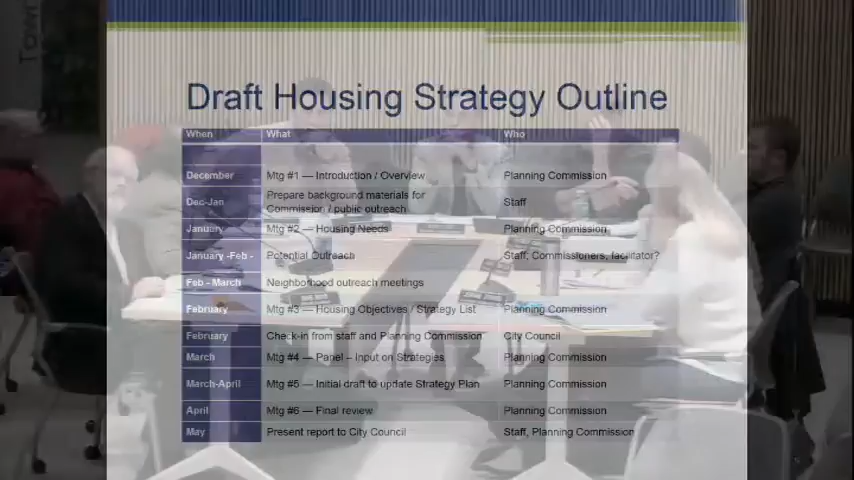 Draft Housing Strategy Outline
When What Who
December Mtg #1 — Introduction / Overview Planning Commission
Dec-Jan Prepare background materials for Commission / public outreach Staff
January Mtg #2 — Housing Needs Planning Commission
January -Feb - Potential Outreach Staff, Commissioners, facilitator?
Feb - March Neighborhood outreach meetings
February Mtg #3 — Housing Objectives / Strategy List Planning Commission
February Check-in from staff and Planning Commission City Council
March Mtg #4 — Panel – Input on Strategies Planning Commission
March-April Mtg #5 — Initial draft to update Strategy Plan Planning Commission
April Mtg #6 — Final review Planning Commission
May Present report to City Council Staff, Planning Commission